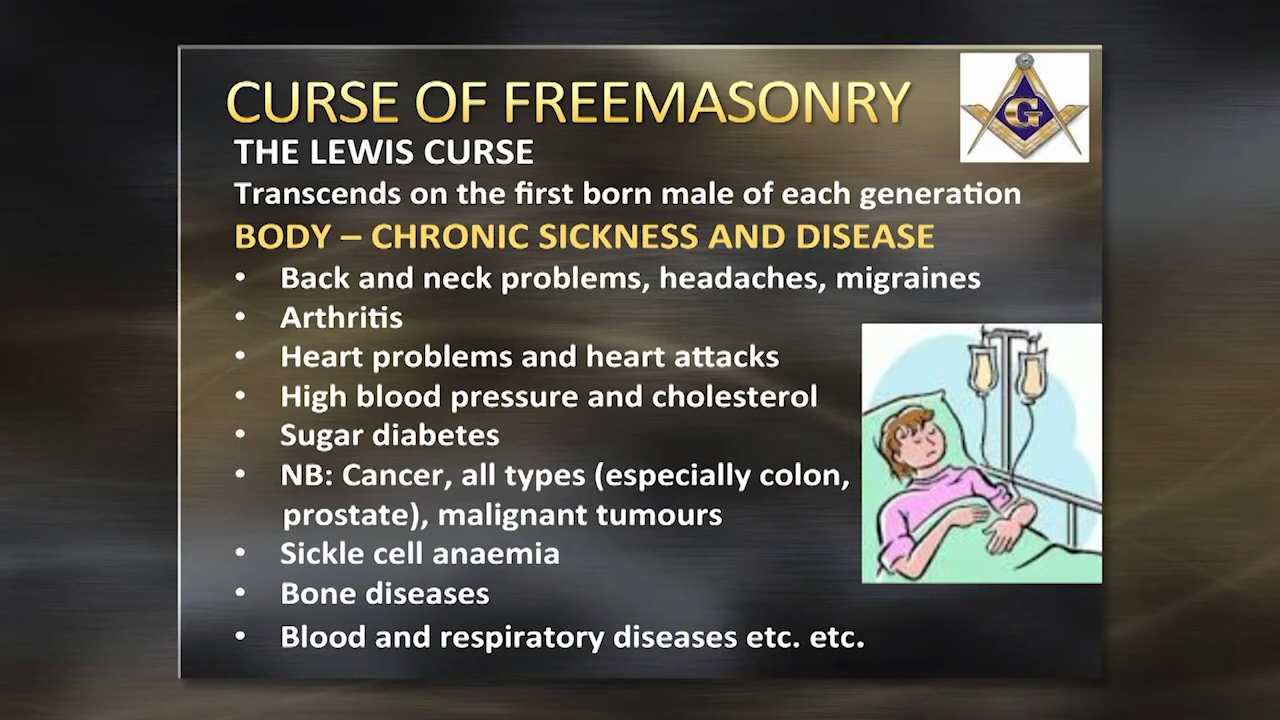 CURSE OF FREEMASONRY
G
THE LEWIS CURSE
Transcends on the first born male of each generation
BODY – CHRONIC SICKNESS AND DISEASE
• Back and neck problems, headaches, migraines
• Arthritis
• Heart problems and heart attacks
• High blood pressure and cholesterol
• Sugar diabetes
• NB: Cancer, all types (especially colon,
prostate), malignant tumours
• Sickle cell anaemia
• Bone diseases
• Blood and respiratory diseases etc. etc.